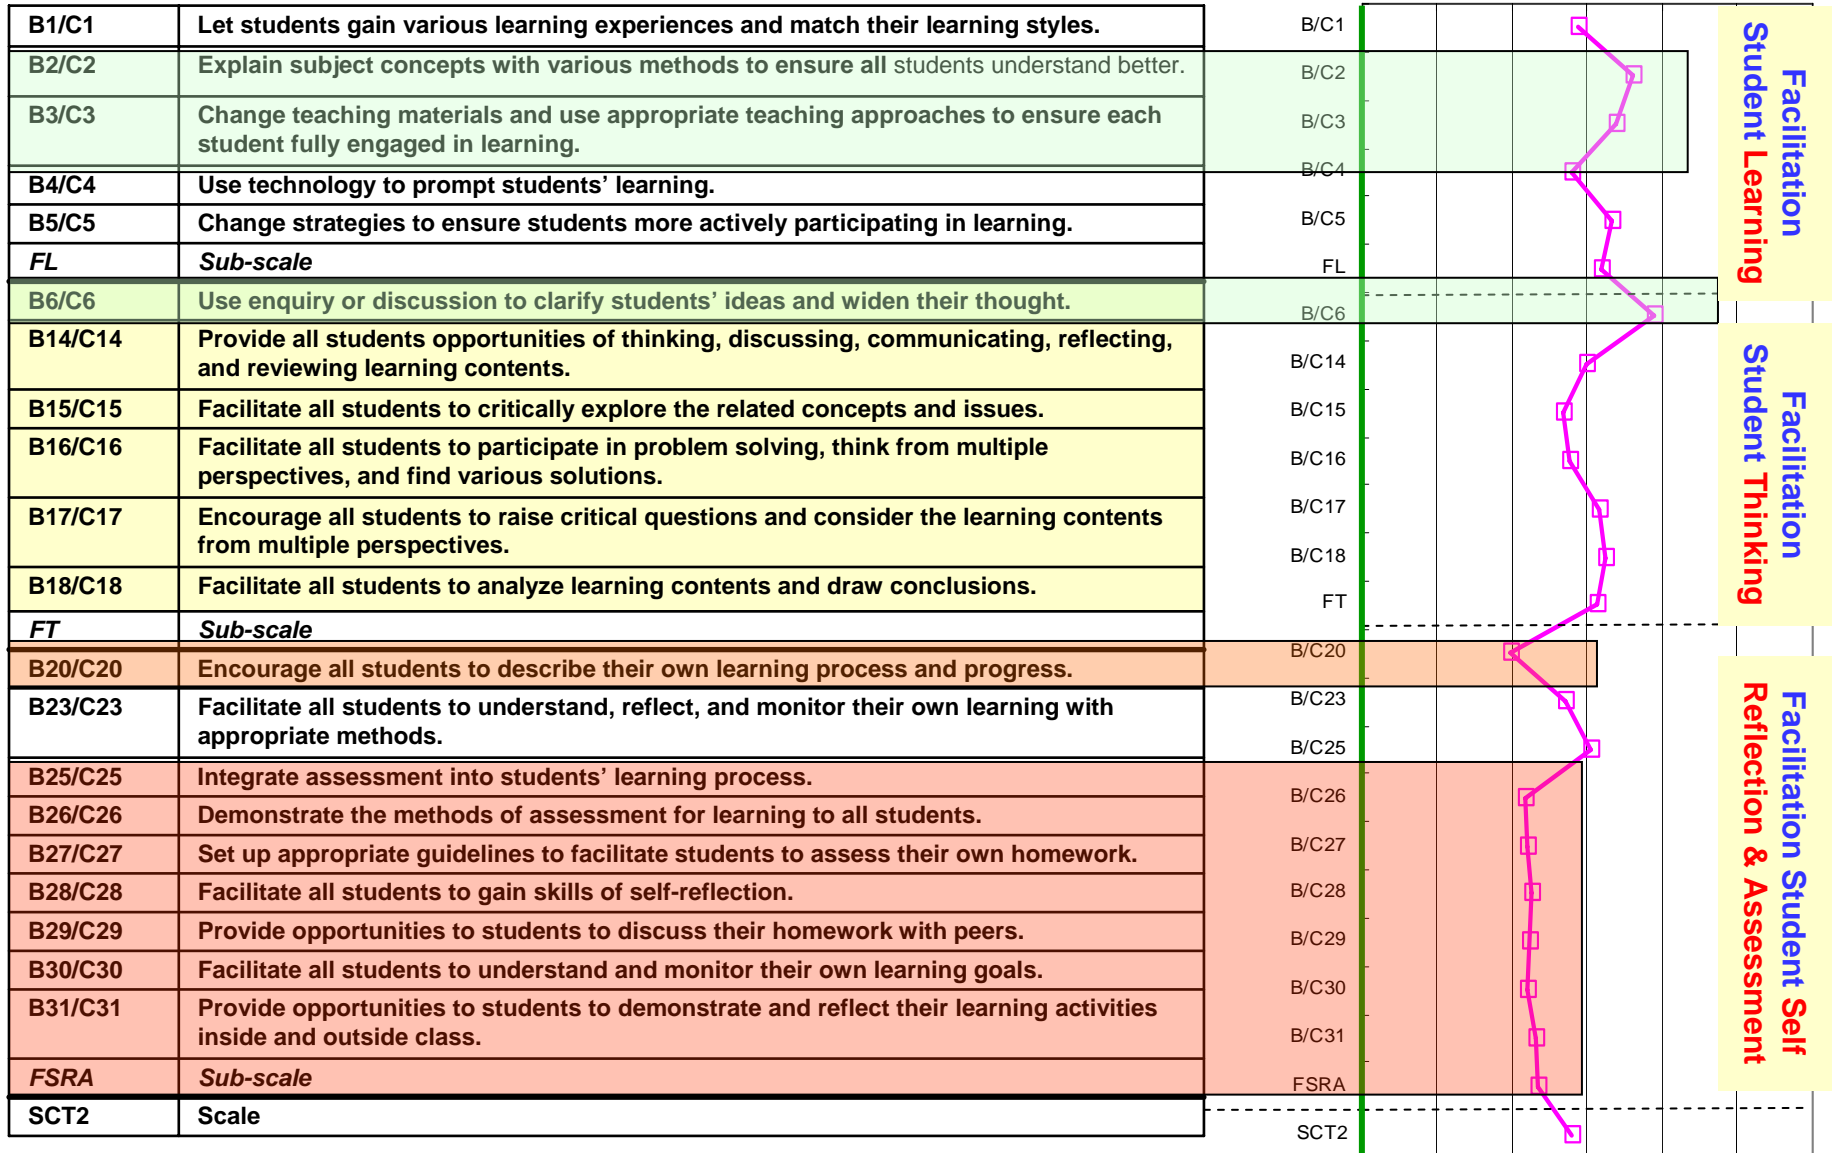 B1/C1 Let students gain various learning experiences and match their learning styles.
B2/C2 Explain subject concepts with various methods to ensure all students understand better.
B3/C3 Change teaching materials and use appropriate teaching approaches to ensure each
student fully engaged in learning.
B4/C4 Use technology to prompt students’ learning.
B5/C5 Change strategies to ensure students more actively participating in learning.
FL Sub-scale
B6/C6 Use enquiry or discussion to clarify students’ ideas and widen their thought.
B14/C14 Provide all students opportunities of thinking, discussing, communicating, reflecting,
and reviewing learning contents.
B15/C15 Facilitate all students to critically explore the related concepts and issues.
B16/C16 Facilitate all students to participate in problem solving, think from multiple
perspectives, and find various solutions.
B17/C17 Encourage all students to raise critical questions and consider the learning contents
from multiple perspectives.
B18/C18 Facilitate all students to analyze learning contents and draw conclusions.
FT Sub-scale
B20/C20 Encourage all students to describe their own learning process and progress.
B23/C23 Facilitate all students to understand, reflect, and monitor their own learning with
appropriate methods.
B25/C25 Integrate assessment into students’ learning process.
B26/C26 Demonstrate the methods of assessment for learning to all students.
B27/C27 Set up appropriate guidelines to facilitate students to assess their own homework.
B28/C28 Facilitate all students to gain skills of self-reflection.
B29/C29 Provide opportunities to students to discuss their homework with peers.
B30/C30 Facilitate all students to understand and monitor their own learning goals.
B31/C31 Provide opportunities to students to demonstrate and reflect their learning activities
inside and outside class.
FSRA Sub-scale
SCT2 Scale
B/C1
B/C2
B/C3
B/C4
B/C5
FL
B/C6
B/C14
B/C15
B/C16
B/C17
B/C18
FT
B/C20
B/C23
B/C25
B/C26
B/C27
B/C28
B/C29
B/C30
B/C31
FSRA
SCT2
Facilitation
Student Learning
Facilitation
Student Thinking
Facilitation Student Self
Reflection & Assessment